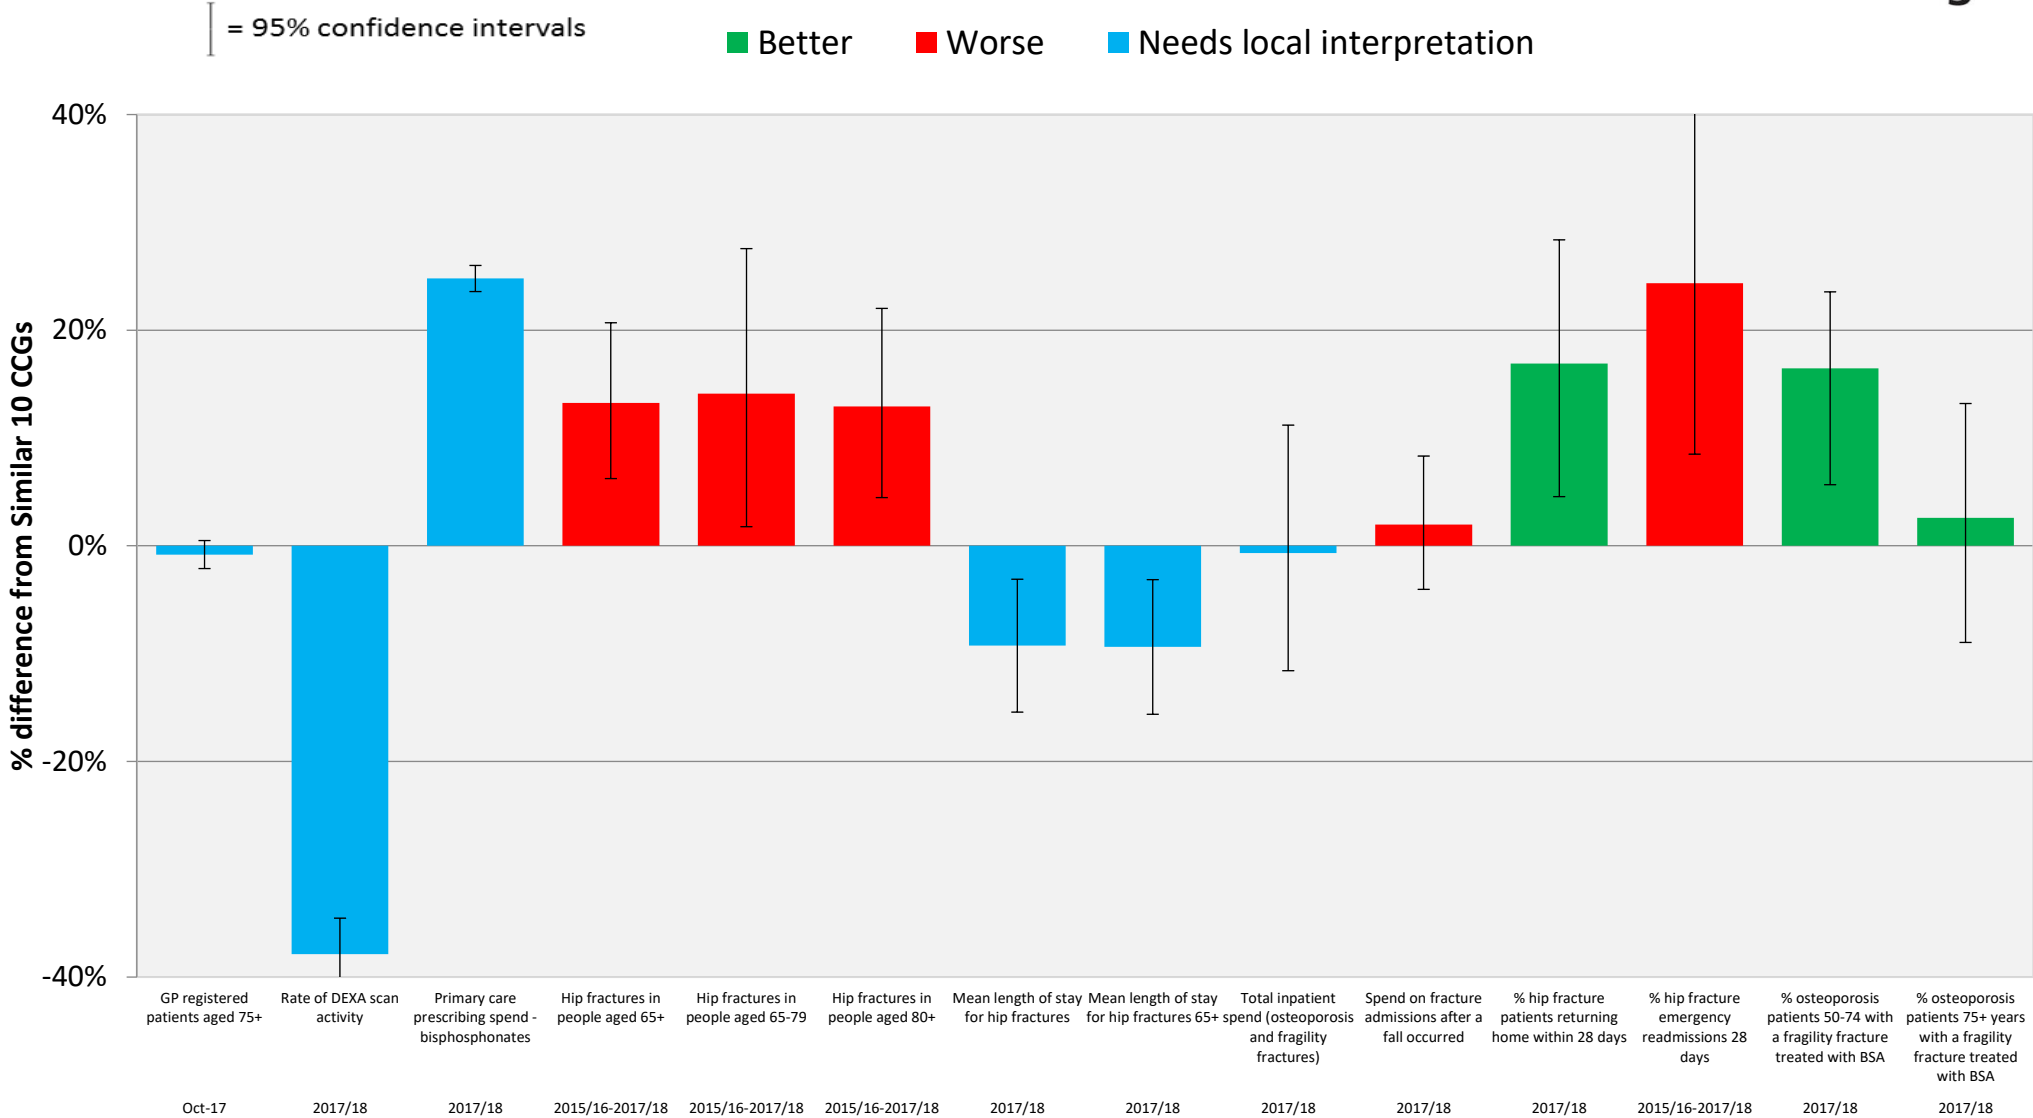 = 95% confidence intervals
Better Worse Needs local interpretation
% difference from Similar 10 CCGs
40%
20%
0%
-20%
-40%
GP registered
patients aged 75+
Oct-17
Rate of DEXA scan
activity
2017/18
Primary care
prescribing spend -
bisphosphonates
2017/18
Hip fractures in
people aged 65+
2015/16-2017/18
Hip fractures in
people aged 65-79
2015/16-2017/18
Hip fractures in
people aged 80+
2015/16-2017/18
Mean length of stay
for hip fractures
2017/18
Mean length of stay
for hip fractures 65+
2017/18
Total inpatient
spend (osteoporosis
and fragility
fractures)
2017/18
Spend on fracture
admissions after a
fall occurred
2017/18
% hip fracture
patients returning
home within 28 days
2017/18
% hip fracture
emergency
readmissions 28
days
2015/16-2017/18
% osteoporosis
patients 50-74 with
a fragility fracture
treated with BSA
2017/18
% osteoporosis
patients 75+ years
with a fragility
fracture treated
with BSA
2017/18